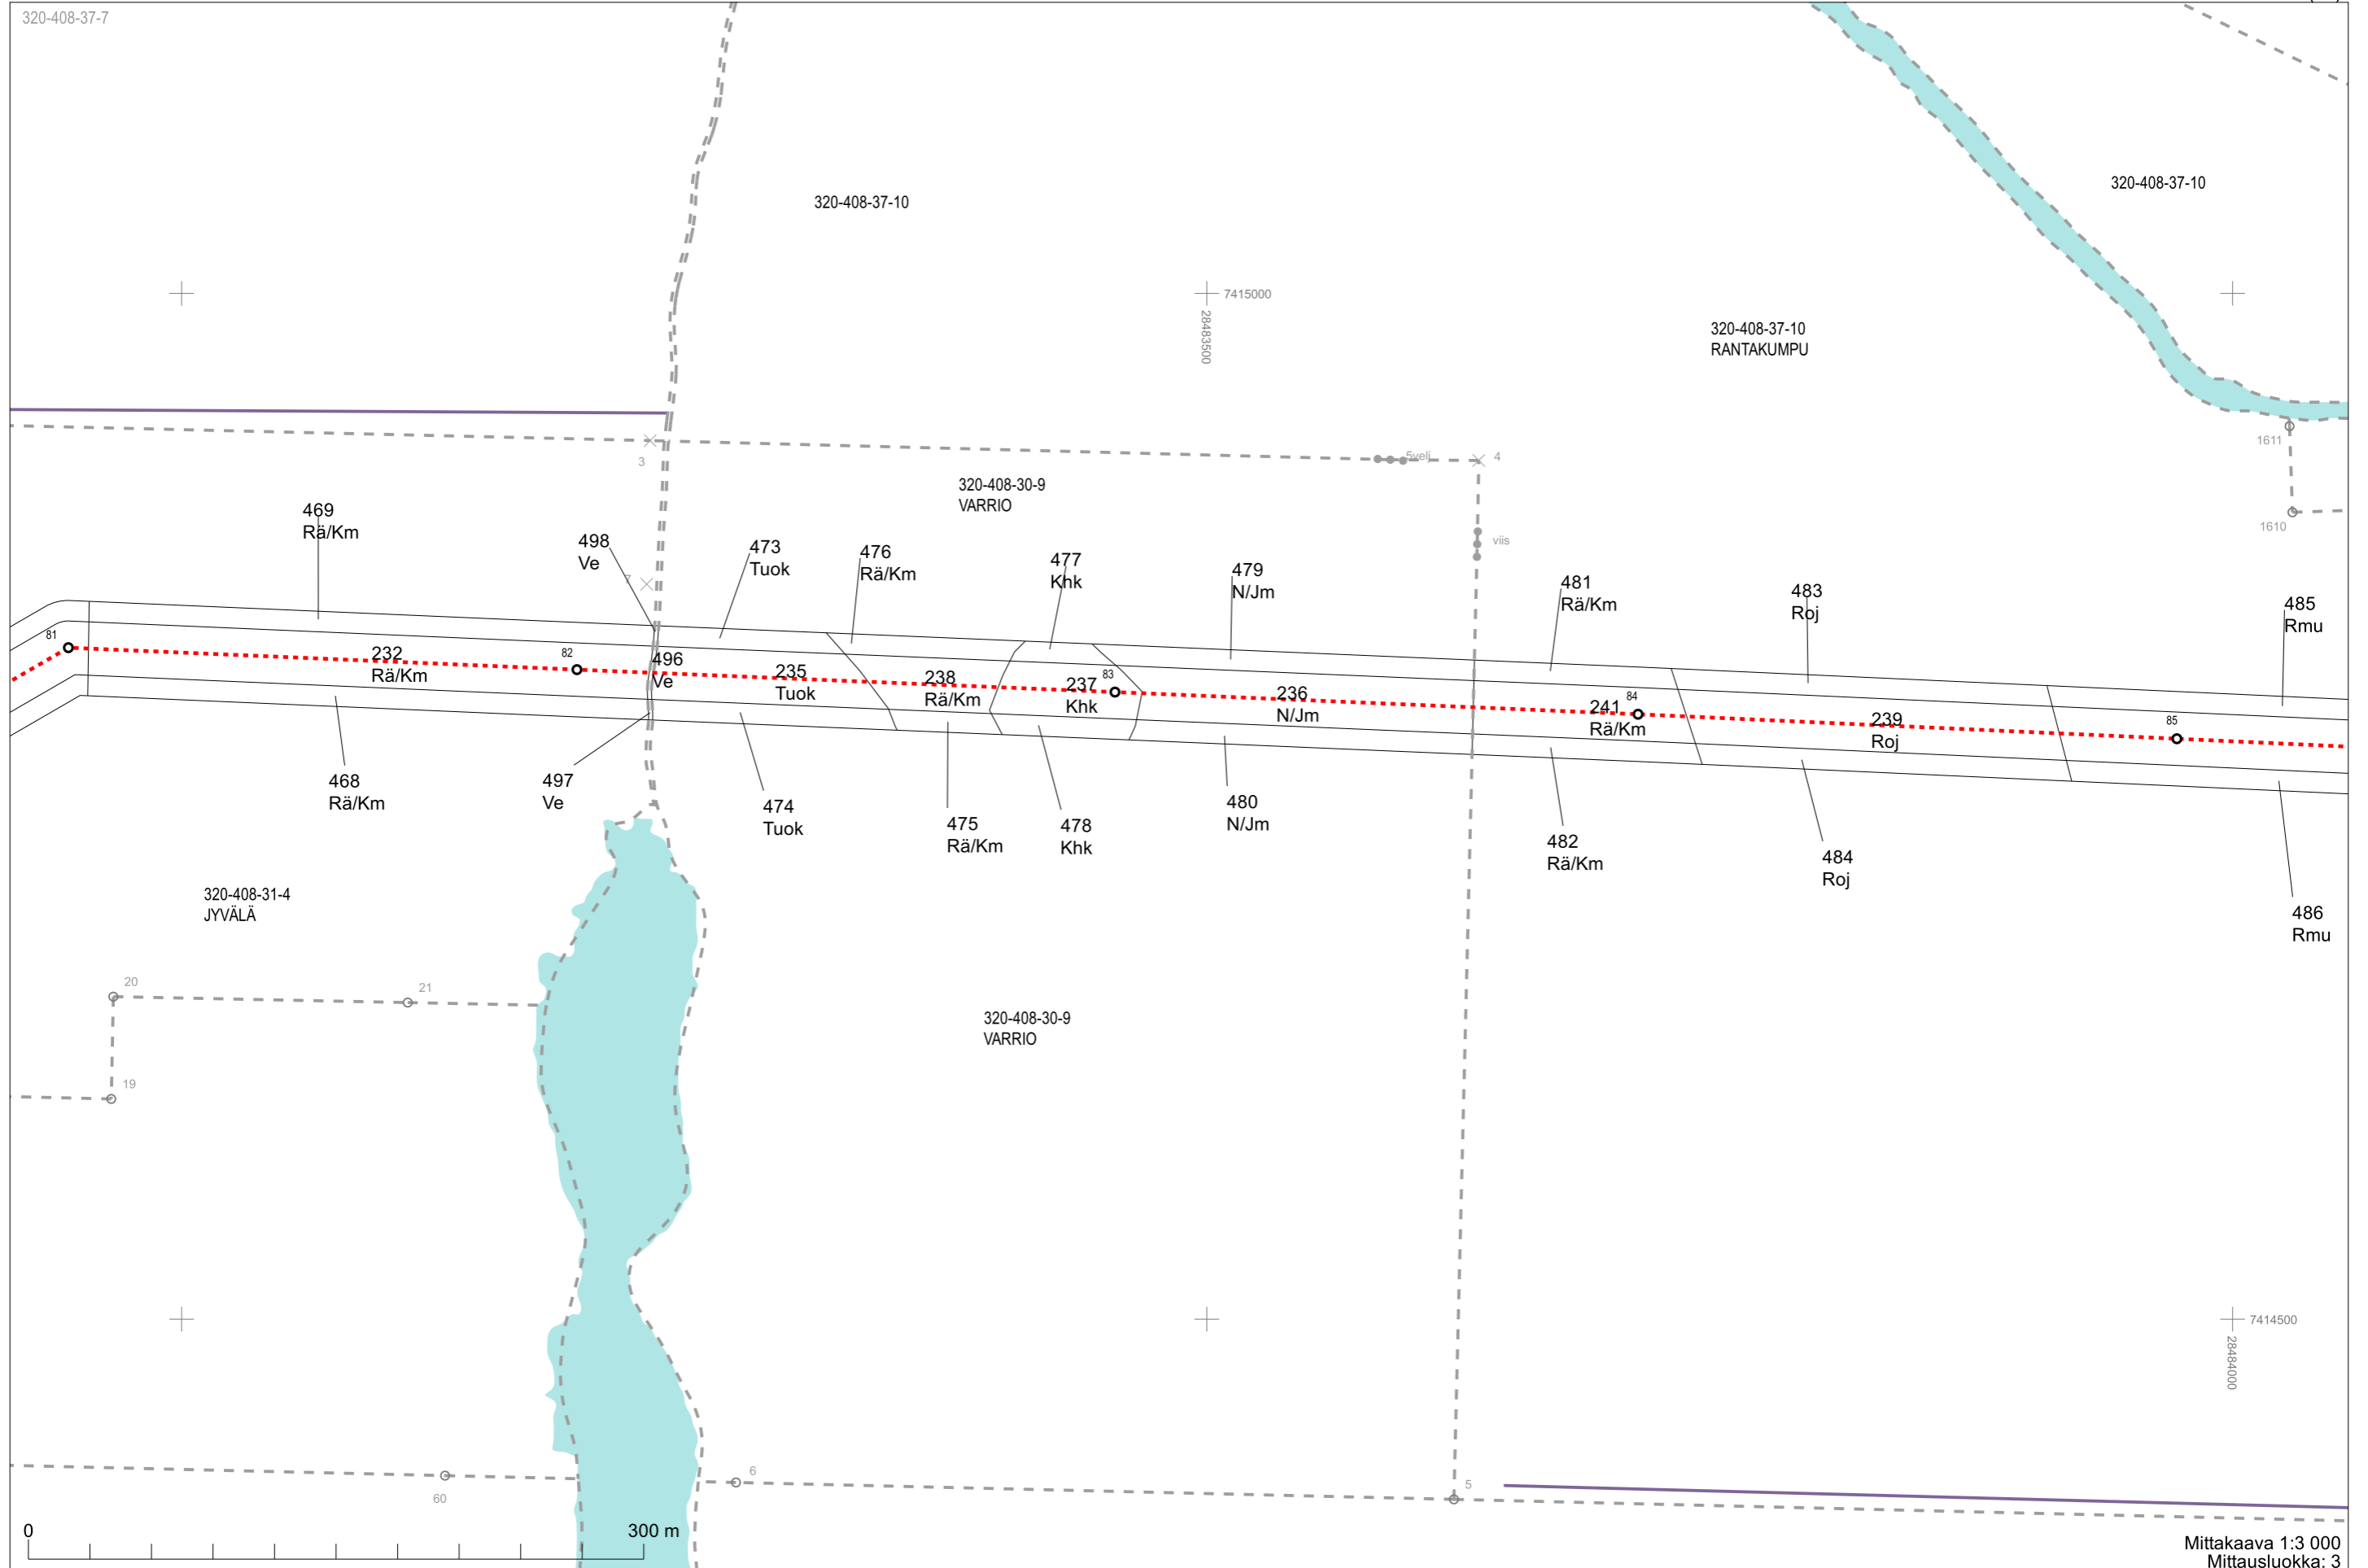 320-408-37-7
320-408-37-10
320-408-37-10
7415000
28483500
320-408-37-10
RANTAKUMPU
1611
1610
3
5velj
4
viis
7
320-408-30-9
VARRIO
469
Rä/Km
498
Ve
473
Tuok
476
Rä/Km
477
Khk
479
N/Jm
481
Rä/Km
483
Roj
485
Rmu
81
232
Rä/Km
82
496
Ve
235
Tuok
238
Rä/Km
237
Khk
83
236
N/Jm
241
Rä/Km
84
239
Roj
85
468
Rä/Km
497
Ve
474
Tuok
475
Rä/Km
478
Khk
480
N/Jm
482
Rä/Km
484
Roj
486
Rmu
320-408-31-4
JYVÄLÄ
20
21
19
320-408-30-9
VARRIO
7414500
28484000
60
6
5
0
300 m
Mittakaava 1:3 000
Mittausluokka: 3